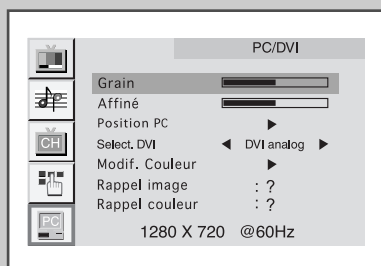 PC/DVI
Grain
Affiné
Position PC
Select. DVI DVI analog
CH
Modif. Couleur
Rappel image : ?
Rappel couleur : ?
PC
1280 X 720 @60Hz